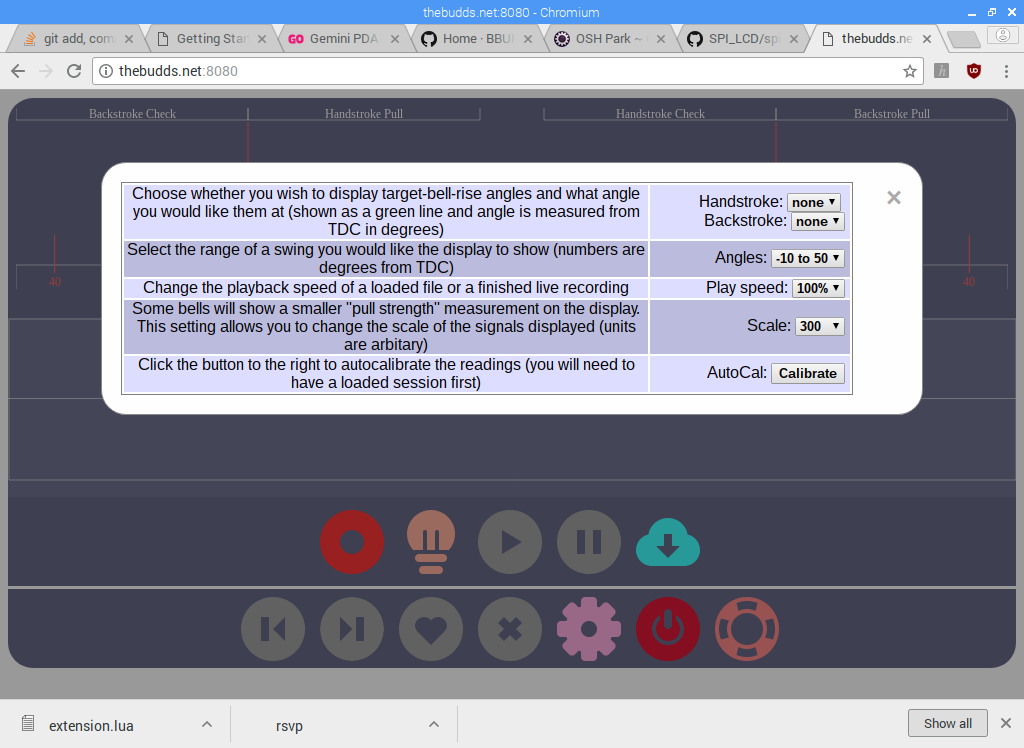 thebudds.net:8080 - Chromium
git add, com
Getting Star
GO Gemini PDA
Home · BBU
OSH Park ~
SPI_LCD/sp
thebudds.ne
thebudds.net:8080
h
UD
Backstroke Check
Handstroke Pull
Handstroke Check
Backstroke Pull
Choose whether you wish to display target-bell-rise angles and what angle
you would like them at (shown as a green line and angle is measured from
TDC in degrees)
Handstroke: none
Backstroke: none
Select the range of a swing you would like the display to show (numbers are
degrees from TDC)
Angles: -10 to 50
Change the playback speed of a loaded file or a finished live recording
Play speed: 100%
Some bells will show a smaller "pull strength" measurement on the display.
This setting allows you to change the scale of the signals displayed (units
are arbitary)
Scale: 300
Click the button to the right to autocalibrate the readings (you will need to
have a loaded session first)
AutoCal: Calibrate
40
40
extension.lua
rsvp
Show all